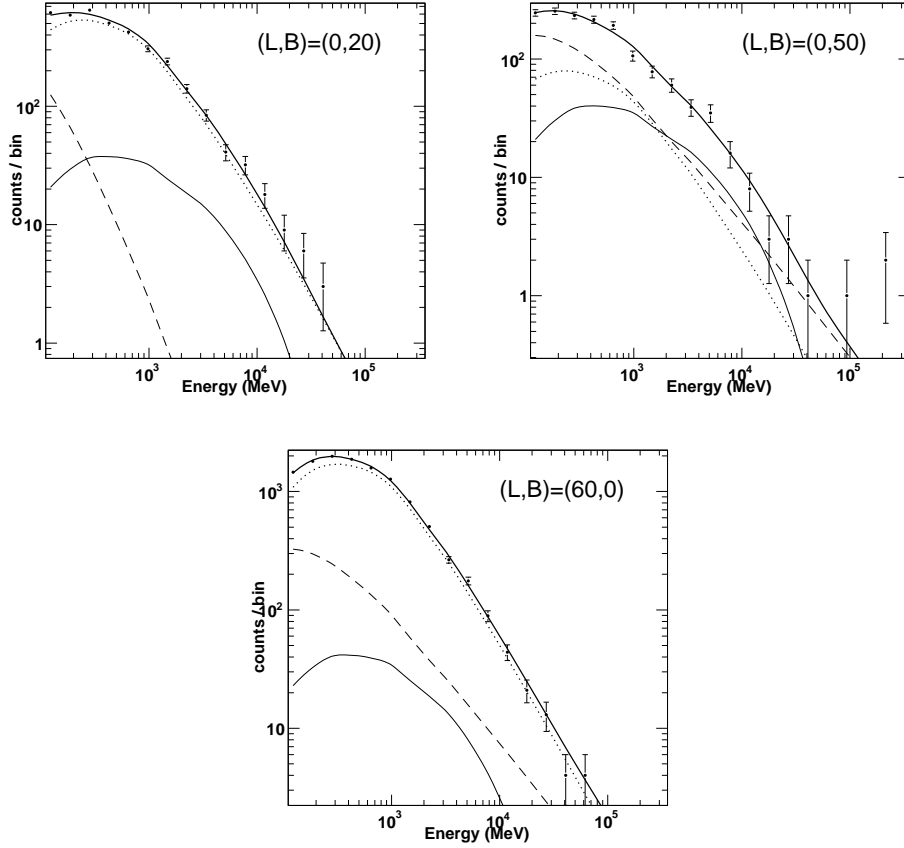 (L,B)=(0,20)
counts / bin
10²
10
1
10³
10⁴
10⁵
Energy (MeV)
(L,B)=(0,50)
counts / bin
10²
10
1
10³
10⁴
10⁵
Energy (MeV)
(L,B)=(60,0)
counts / bin
10³
10²
10
10³
10⁴
10⁵
Energy (MeV)